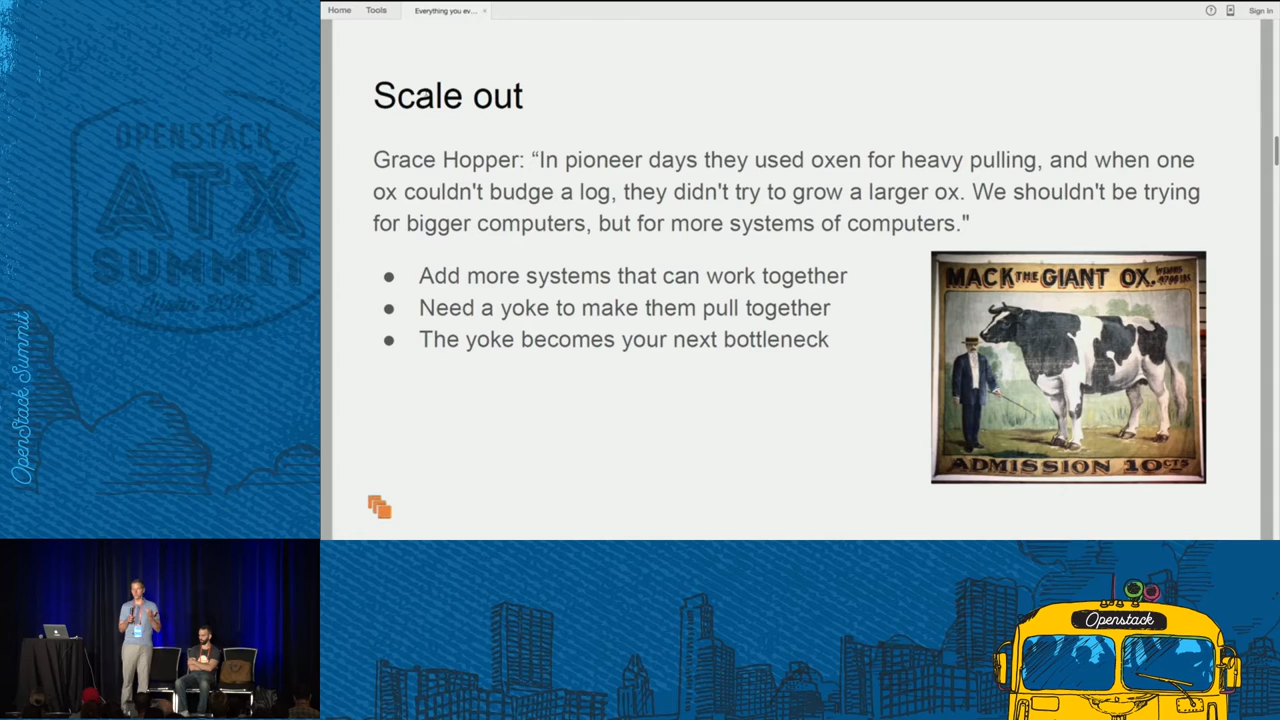 Home Tools Everything you ev... × Sign In
Scale out
Grace Hopper: “In pioneer days they used oxen for heavy pulling, and when one
ox couldn't budge a log, they didn't try to grow a larger ox. We shouldn't be trying
for bigger computers, but for more systems of computers."
● Add more systems that can work together
● Need a yoke to make them pull together
● The yoke becomes your next bottleneck
MACK THE GIANT OX.
ADMISSION 10CTS
OPENSTACK
ATX
SUMMIT
OpenStack Summit
Openstack